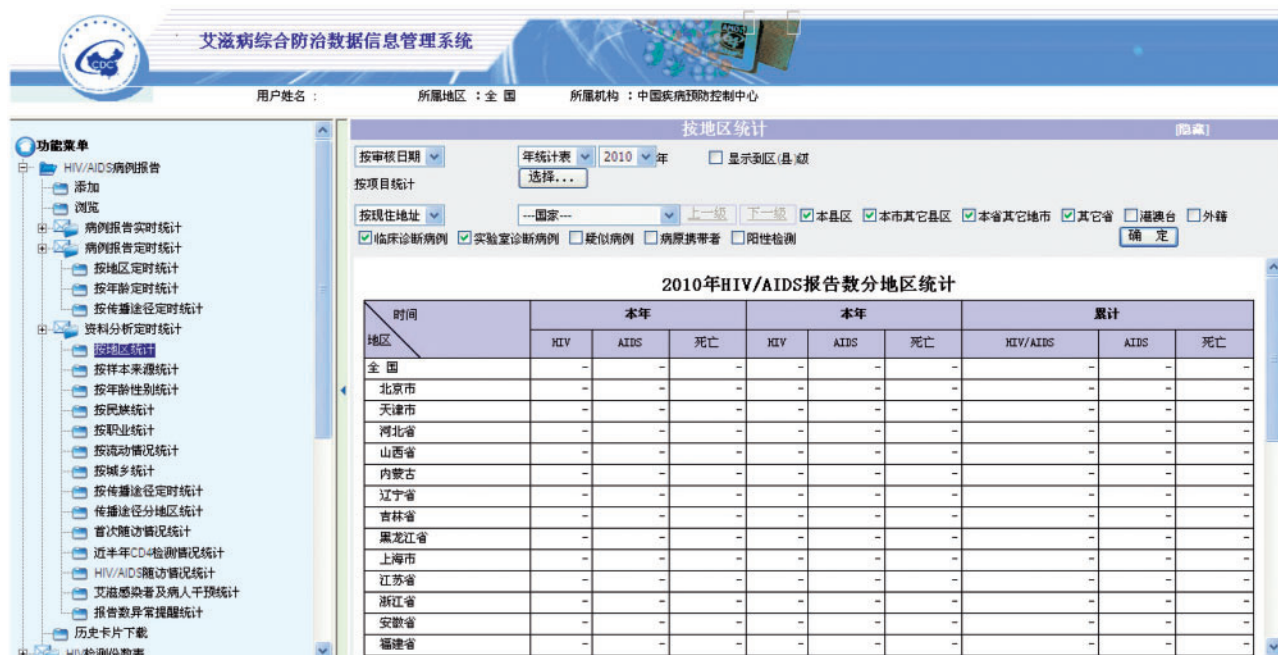 艾滋病综合防治数据信息管理系统
CDC
用户姓名：
所属地区：全 国
所属机构：中国疾病预防控制中心
功能菜单
HIV/AIDS病例报告
添加
浏览
病例报告实时统计
病例报告定时统计
按地区定时统计
按年龄定时统计
按传播途径定时统计
资料分析定时统计
按地区统计
按样本来源统计
按年龄性别统计
按民族统计
按职业统计
按流动情况统计
按城乡统计
按传播途径定时统计
传播途径分地区统计
首次随访情况统计
近半年CD4检测情况统计
HIV/AIDS随访情况统计
艾滋感染者及病人干预统计
报告数异常提醒统计
历史卡片下载
HIV检测份数表
按地区统计 [隐藏]
按审核日期 年统计表 2010 年 显示到区(县)级
按项目统计 选择...
按现住地址 ---国家--- 上一级 下一级 本县区 本市其它县区 本省其它地市 其它省 港澳台 外籍
临床诊断病例 实验室诊断病例 疑似病例 病原携带者 阳性检测 确 定
2010年HIV/AIDS报告数分地区统计
时间 本年 本年 累计
地区 HIV AIDS 死亡 HIV AIDS 死亡 HIV/AIDS AIDS 死亡
全 国 - - - - - - - - -
北京市 - - - - - - - - -
天津市 - - - - - - - - -
河北省 - - - - - - - - -
山西省 - - - - - - - - -
内蒙古 - - - - - - - - -
辽宁省 - - - - - - - - -
吉林省 - - - - - - - - -
黑龙江省 - - - - - - - - -
上海市 - - - - - - - - -
江苏省 - - - - - - - - -
浙江省 - - - - - - - - -
安徽省 - - - - - - - - -
福建省 - - - - - - - - -